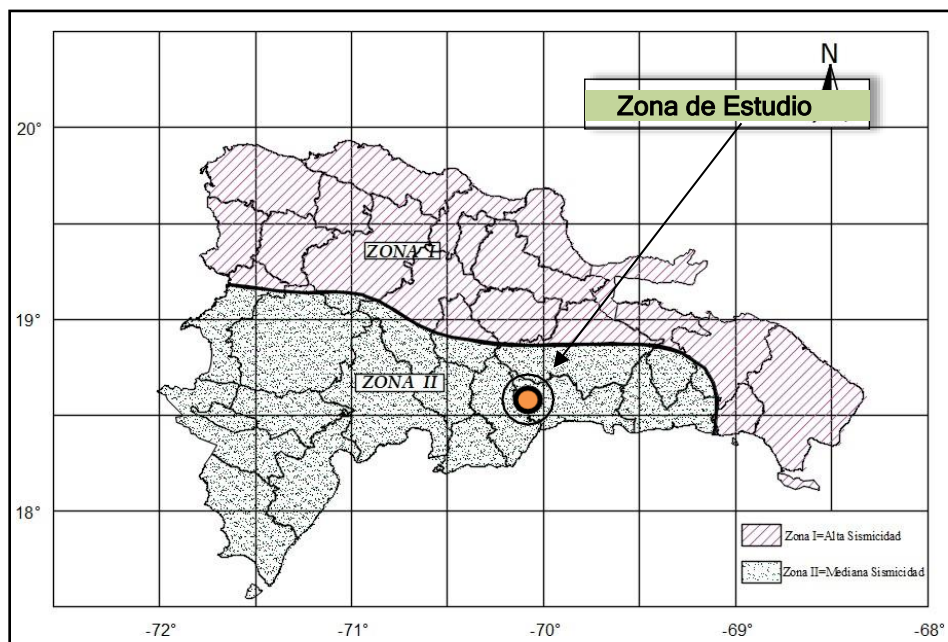 N
Zona de Estudio
20°
ZONA I
19°
ZONA II
18°
Zona I=Alta Sismicidad
Zona II=Mediana Sismicidad
-72° -71° -70° -69° -68°